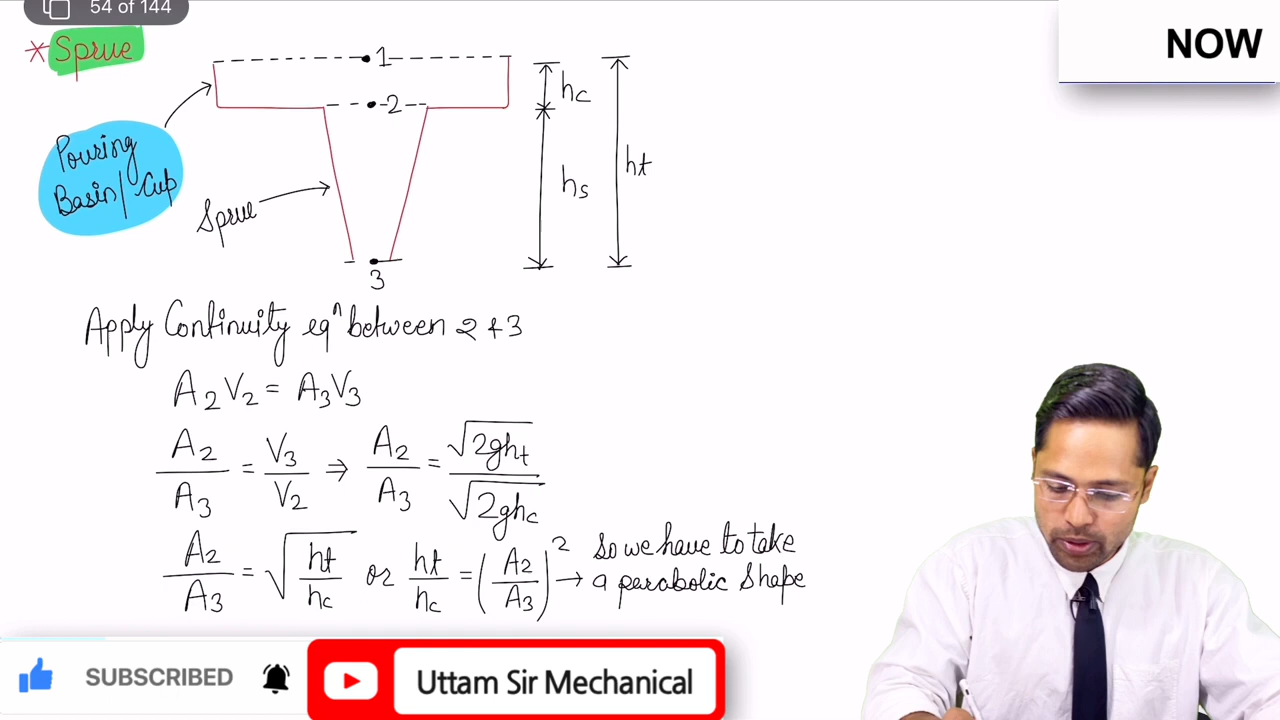 54 of 144
NOW
* Sprue
1
2
hc
ht
hs
Pouring
Basin/Cup
Sprue
3
Apply Continuity eqⁿ between 2 & 3
A₂V₂ = A₃V₃
A₂/A₃ = V₃/V₂ ⇒ A₂/A₃ = √2ght/√2ghc
A₂/A₃ = √ht/hc or ht/hc = (A₂/A₃)² → So we have to take
a parabolic Shape
SUBSCRIBED
Uttam Sir Mechanical